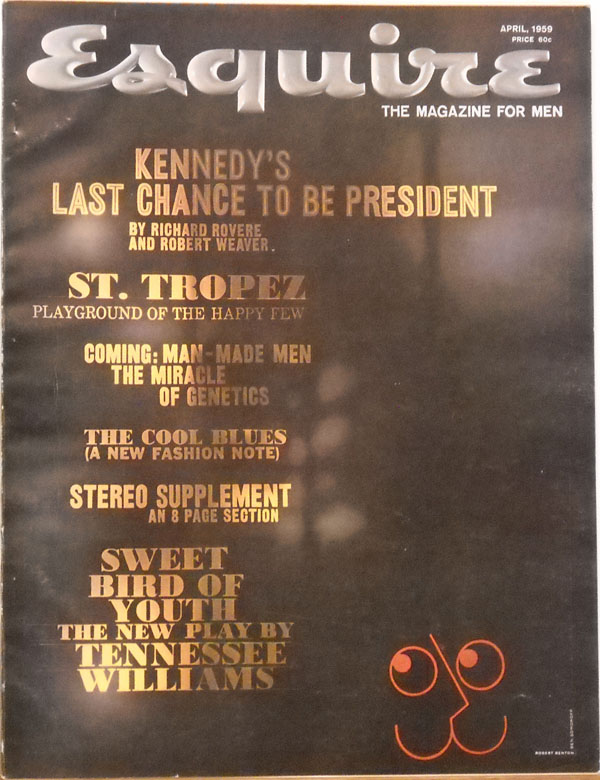 Esquire
APRIL, 1959
PRICE 60c
THE MAGAZINE FOR MEN
KENNEDY'S
LAST CHANCE TO BE PRESIDENT
BY RICHARD ROVERE
AND ROBERT WEAVER.
ST. TROPEZ
PLAYGROUND OF THE HAPPY FEW
COMING: MAN-MADE MEN
THE MIRACLE
OF GENETICS
THE COOL BLUES
(A NEW FASHION NOTE)
STEREO SUPPLEMENT
AN 8 PAGE SECTION
SWEET
BIRD OF
YOUTH
THE NEW PLAY BY
TENNESSEE
WILLIAMS
ROBERT BENTON